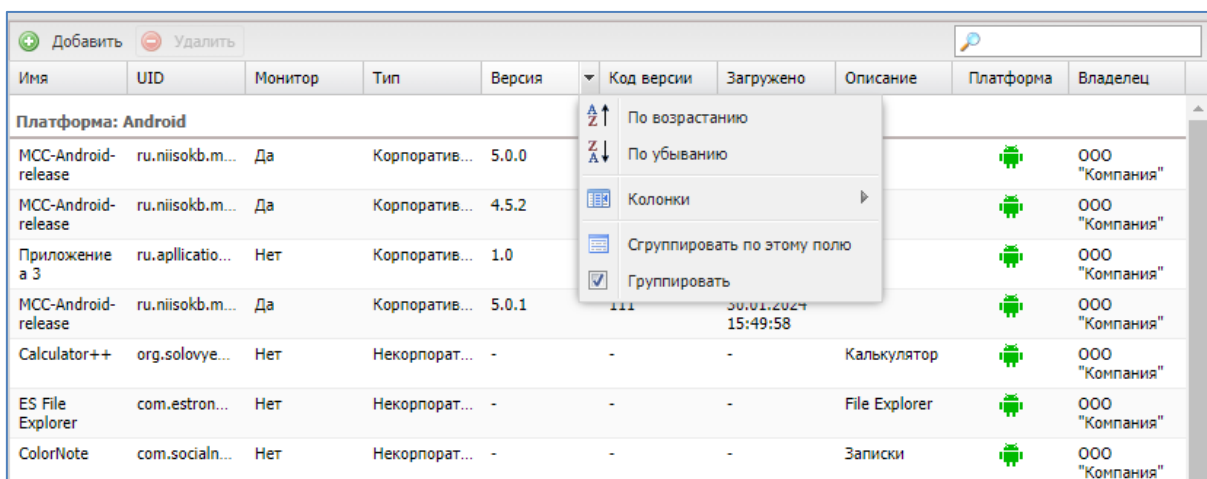 Добавить Удалить
Имя UID Монитор Тип Версия Код версии Загружено Описание Платформа Владелец
Платформа: Android
По возрастанию
По убыванию
Колонки
Сгруппировать по этому полю
Группировать
MCC-Android- ru.niisokb.m... Да Корпоратив... 5.0.0 ООО
release "Компания"
MCC-Android- ru.niisokb.m... Да Корпоратив... 4.5.2 ООО
release "Компания"
Приложение ru.apllicatio... Нет Корпоратив... 1.0 ООО
а 3 "Компания"
MCC-Android- ru.niisokb.m... Да Корпоратив... 5.0.1 111 30.01.2024 ООО
release 15:49:58 "Компания"
Calculator++ org.solovye... Нет Некорпорат... - - - Калькулятор ООО
"Компания"
ES File com.estron... Нет Некорпорат... - - - File Explorer ООО
Explorer "Компания"
ColorNote com.socialn... Нет Некорпорат... - - - Записки ООО
"Компания"